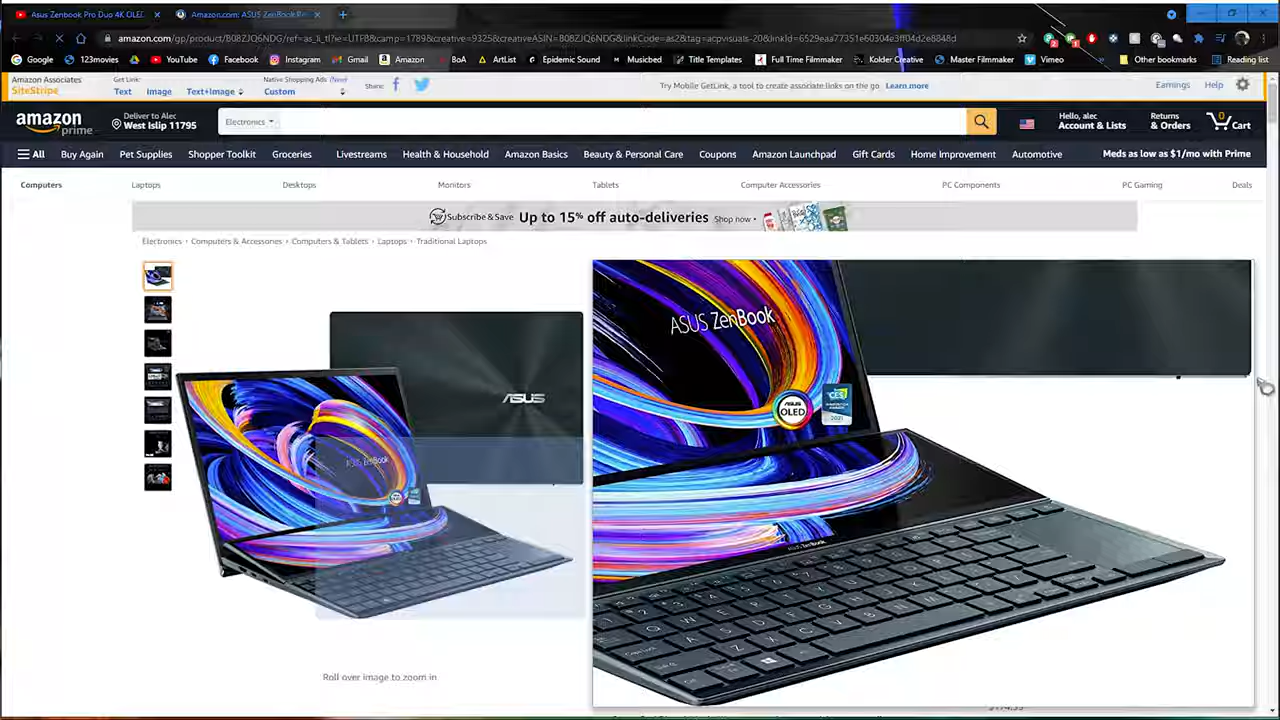 Asus Zenbook Pro Duo 4K OLED
Amazon.com: ASUS ZenBook Pro
amazon.com/gp/product/B08ZJQ6NDG/ref=as_li_tl?ie=UTF8&camp=1789&creative=9325&creativeASIN=B08ZJQ6NDG&linkCode=as2&tag=acpvisuals-20&linkId=6529eaa77351e60304e3ff04d2e8848d
Google 123movies YouTube Facebook Instagram Gmail Amazon BoA ArtList Epidemic Sound Musicbed Title Templates Full Time Filmmaker Kolder Creative Master Filmmaker Vimeo Other bookmarks Reading list
Amazon Associates
SiteStripe
Get Link:
Text Image Text+Image
Native Shopping Ads (New)
Custom
Share:
Try Mobile GetLink, a tool to create associate links on the go Learn more
Earnings Help
amazon prime
Deliver to Alec
West Islip 11795
Electronics
Hello, alec
Account & Lists
Returns
& Orders
0
Cart
All Buy Again Pet Supplies Shopper Toolkit Groceries Livestreams Health & Household Amazon Basics Beauty & Personal Care Coupons Amazon Launchpad Gift Cards Home Improvement Automotive Meds as low as $1/mo with Prime
Computers Laptops Desktops Monitors Tablets Computer Accessories PC Components PC Gaming Deals
Subscribe & Save Up to 15% off auto-deliveries Shop now
Electronics › Computers & Accessories › Computers & Tablets › Laptops › Traditional Laptops
ASUS
ASUS ZenBook
ASUS
OLED
CES
2021
ASUS ZenBook
Roll over image to zoom in